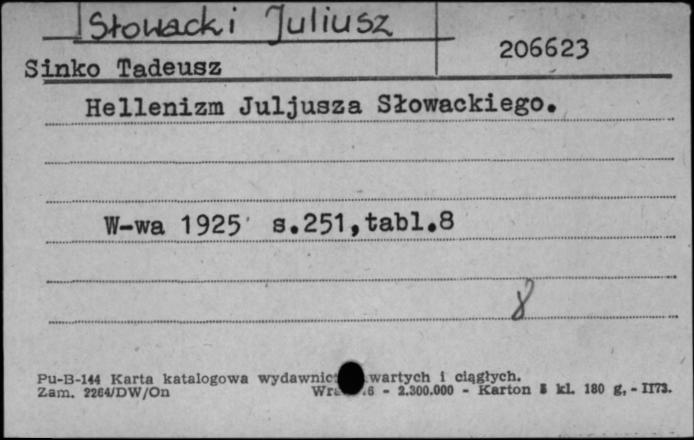 Słowacki Juliusz
206623
Sinko Tadeusz
Hellenizm Juljusza Słowackiego.
W-wa 1925 s.251,tabl.8
8
Pu-B-144 Karta katalogowa wydawnic wartych i ciągłych.
Zam. 2264/DW/On 6 - 2.300.000 - Karton kl. 180 g, - II73.